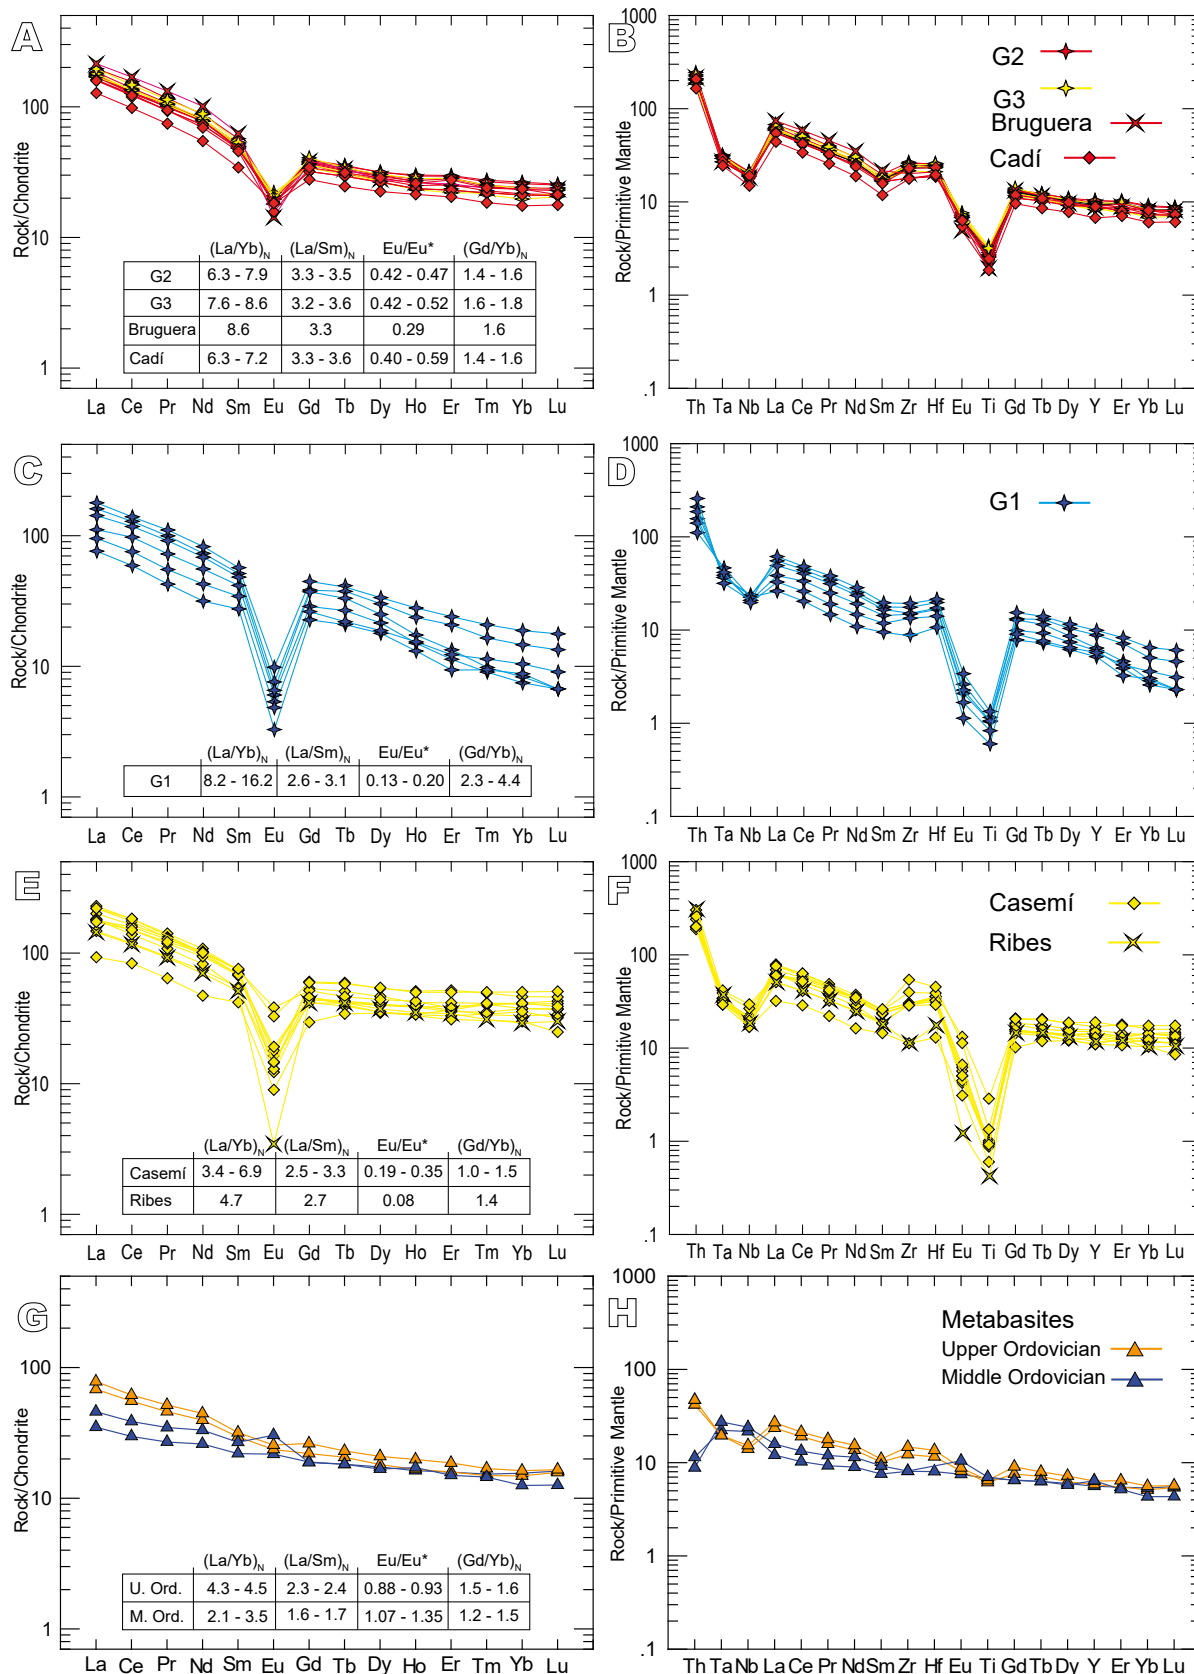 A
Rock/Chondrite
100
10
1
(La/Yb)N (La/Sm)N Eu/Eu* (Gd/Yb)N
G2 6.3 - 7.9 3.3 - 3.5 0.42 - 0.47 1.4 - 1.6
G3 7.6 - 8.6 3.2 - 3.6 0.42 - 0.52 1.6 - 1.8
Bruguera 8.6 3.3 0.29 1.6
Cadí 6.3 - 7.2 3.3 - 3.6 0.40 - 0.59 1.4 - 1.6
La Ce Pr Nd Sm Eu Gd Tb Dy Ho Er Tm Yb Lu
B
Rock/Primitive Mantle
1000
100
10
1
.1
G2
G3
Bruguera
Cadí
Th Ta Nb La Ce Pr Nd Sm Zr Hf Eu Ti Gd Tb Dy Y Er Yb Lu
C
Rock/Chondrite
100
10
1
(La/Yb)N (La/Sm)N Eu/Eu* (Gd/Yb)N
G1 8.2 - 16.2 2.6 - 3.1 0.13 - 0.20 2.3 - 4.4
La Ce Pr Nd Sm Eu Gd Tb Dy Ho Er Tm Yb Lu
D
Rock/Primitive Mantle
1000
100
10
1
.1
G1
Th Ta Nb La Ce Pr Nd Sm Zr Hf Eu Ti Gd Tb Dy Y Er Yb Lu
E
Rock/Chondrite
100
10
1
(La/Yb)N (La/Sm)N Eu/Eu* (Gd/Yb)N
Casemí 3.4 - 6.9 2.5 - 3.3 0.19 - 0.35 1.0 - 1.5
Ribes 4.7 2.7 0.08 1.4
La Ce Pr Nd Sm Eu Gd Tb Dy Ho Er Tm Yb Lu
F
Rock/Primitive Mantle
1000
100
10
1
.1
Casemí
Ribes
Th Ta Nb La Ce Pr Nd Sm Zr Hf Eu Ti Gd Tb Dy Y Er Yb Lu
G
Rock/Chondrite
100
10
1
(La/Yb)N (La/Sm)N Eu/Eu* (Gd/Yb)N
U. Ord. 4.3 - 4.5 2.3 - 2.4 0.88 - 0.93 1.5 - 1.6
M. Ord. 2.1 - 3.5 1.6 - 1.7 1.07 - 1.35 1.2 - 1.5
La Ce Pr Nd Sm Eu Gd Tb Dy Ho Er Tm Yb Lu
H
Rock/Primitive Mantle
1000
100
10
1
.1
Metabasites
Upper Ordovician
Middle Ordovician
Th Ta Nb La Ce Pr Nd Sm Zr Hf Eu Ti Gd Tb Dy Y Er Yb Lu